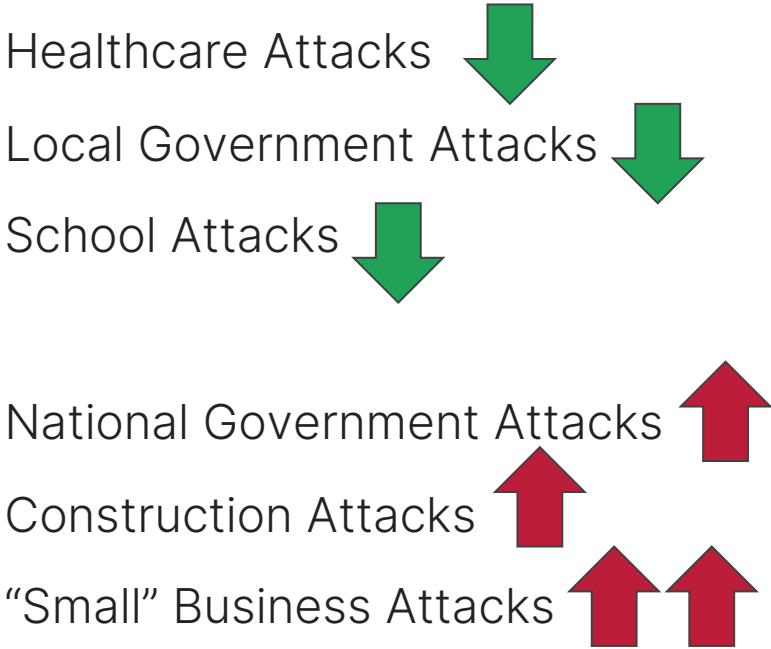 Healthcare Attacks
Local Government Attacks
School Attacks
National Government Attacks
Construction Attacks
“Small” Business Attacks